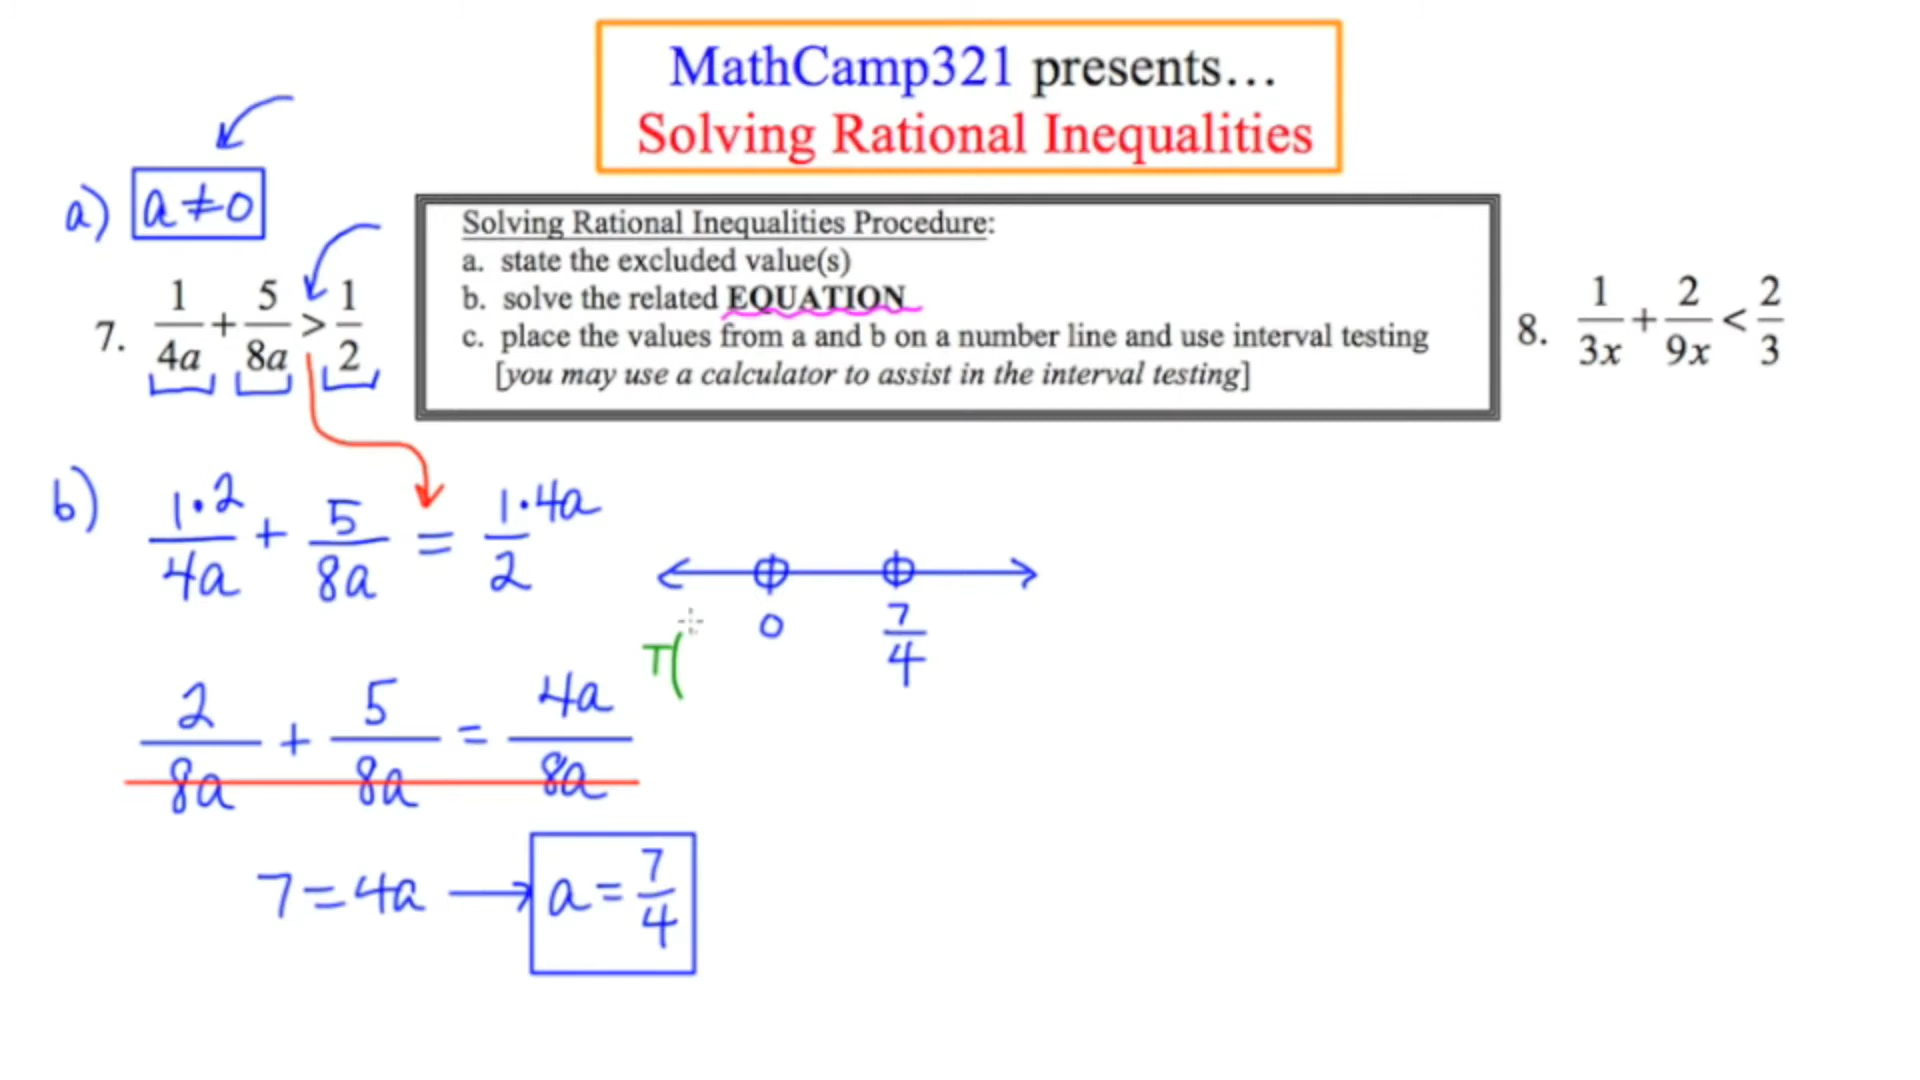 MathCamp321 presents...
Solving Rational Inequalities
a) a≠0
Solving Rational Inequalities Procedure:
a. state the excluded value(s)
b. solve the related EQUATION
c. place the values from a and b on a number line and use interval testing
[you may use a calculator to assist in the interval testing]
7. 1/4a + 5/8a > 1/2
8. 1/3x + 2/9x < 2/3
b) 1·2/4a + 5/8a = 1·4a/2
0 7/4
T(
2/8a + 5/8a = 4a/8a
7=4a → a=7/4